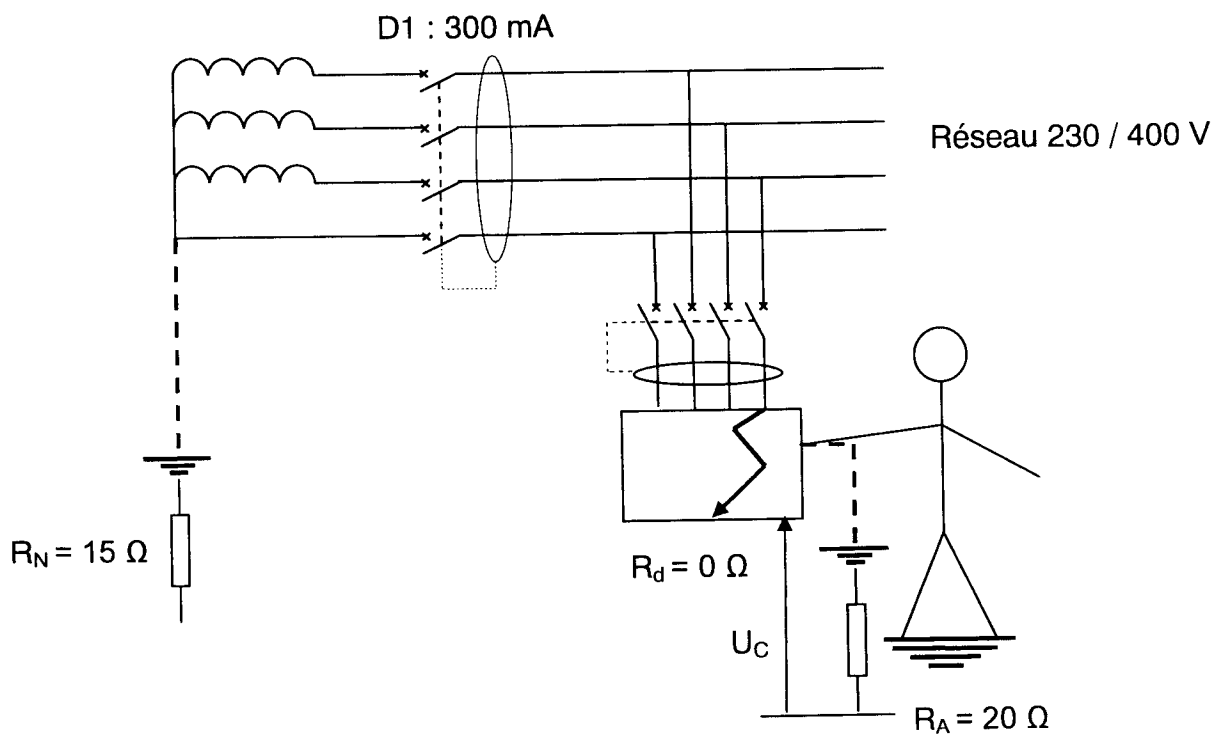 D1 : 300 mA
Réseau 230 / 400 V
R_N = 15 Ω
R_d = 0 Ω
U_C
R_A = 20 Ω